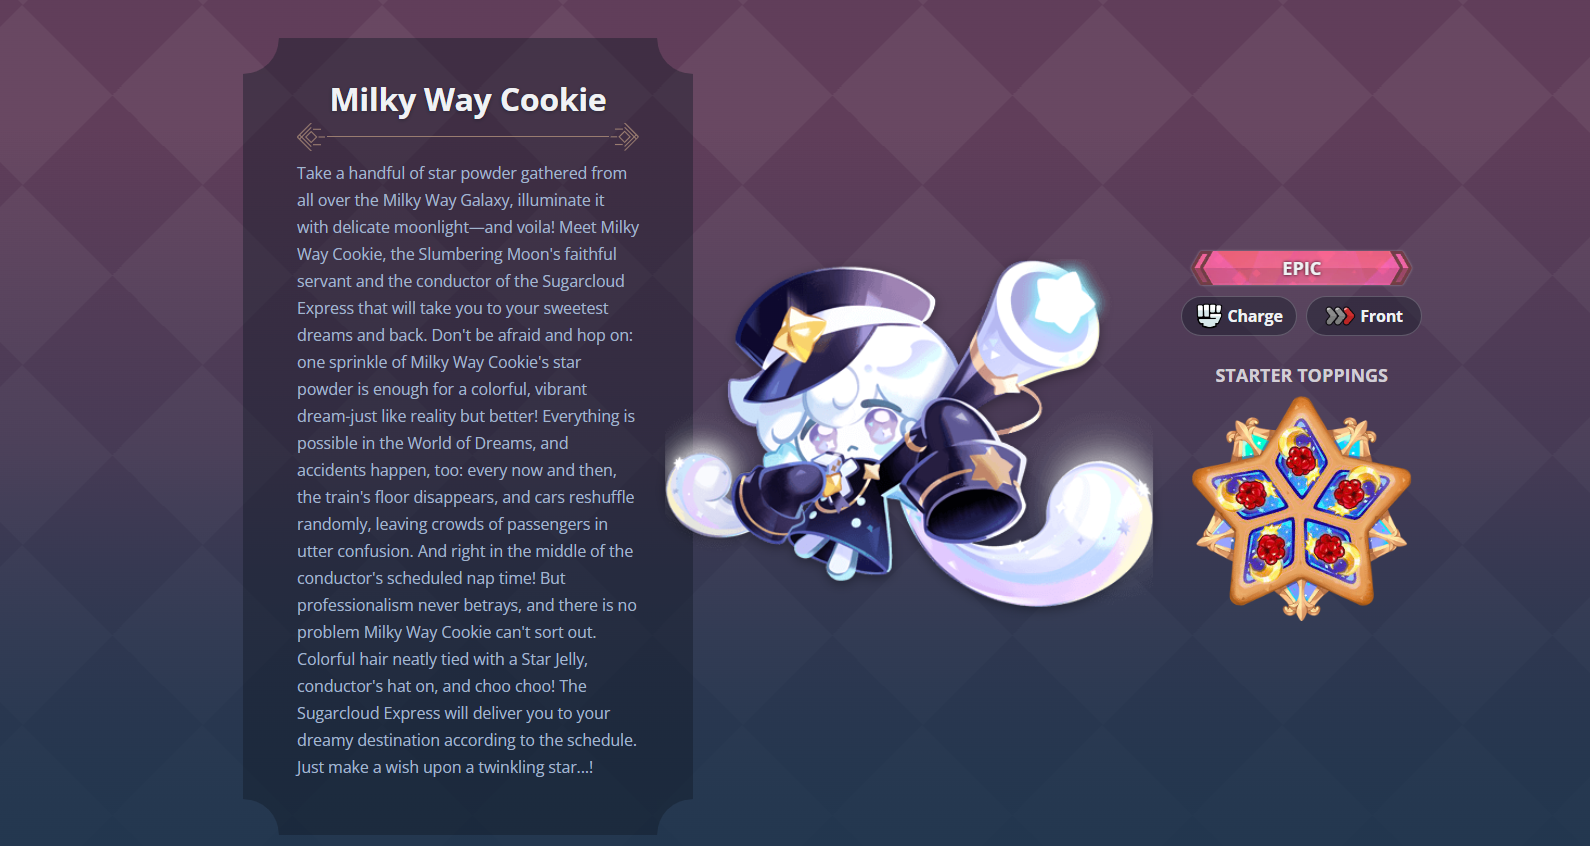 Milky Way Cookie
Take a handful of star powder gathered from
all over the Milky Way Galaxy, illuminate it
with delicate moonlight—and voila! Meet Milky
Way Cookie, the Slumbering Moon's faithful
servant and the conductor of the Sugarcloud
Express that will take you to your sweetest
dreams and back. Don't be afraid and hop on:
one sprinkle of Milky Way Cookie's star
powder is enough for a colorful, vibrant
dream-just like reality but better! Everything is
possible in the World of Dreams, and
accidents happen, too: every now and then,
the train's floor disappears, and cars reshuffle
randomly, leaving crowds of passengers in
utter confusion. And right in the middle of the
conductor's scheduled nap time! But
professionalism never betrays, and there is no
problem Milky Way Cookie can't sort out.
Colorful hair neatly tied with a Star Jelly,
conductor's hat on, and choo choo! The
Sugarcloud Express will deliver you to your
dreamy destination according to the schedule.
Just make a wish upon a twinkling star...!
EPIC
Charge Front
STARTER TOPPINGS